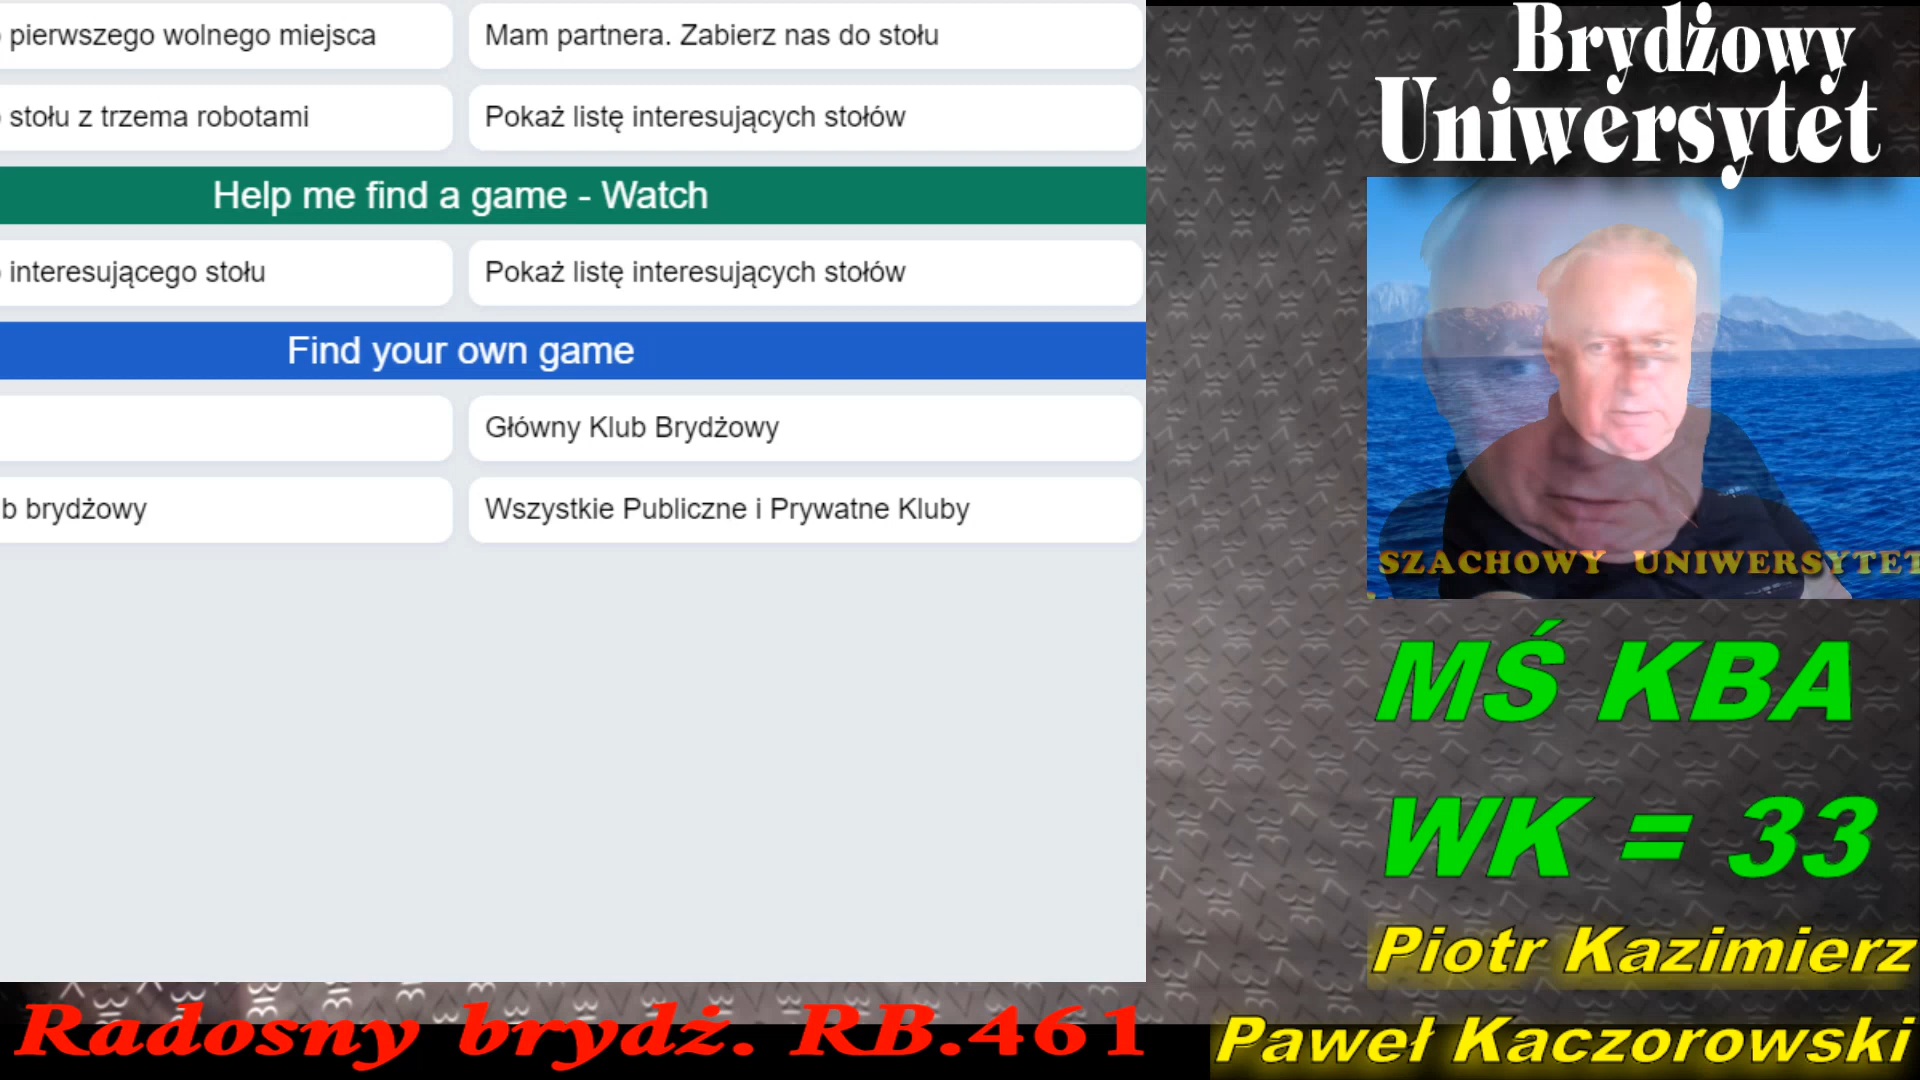 pierwszego wolnego miejsca
Mam partnera. Zabierz nas do stołu
stołu z trzema robotami
Pokaż listę interesujących stołów
Help me find a game - Watch
interesującego stołu
Pokaż listę interesujących stołów
Find your own game
Główny Klub Brydżowy
b brydżowy
Wszystkie Publiczne i Prywatne Kluby
Brydżowy
Uniwersytet
SZACHOWY UNIWERSYTET
MŚ KBA
WK = 33
Piotr Kazimierz
Paweł Kaczorowski
Radosny brydż. RB.461